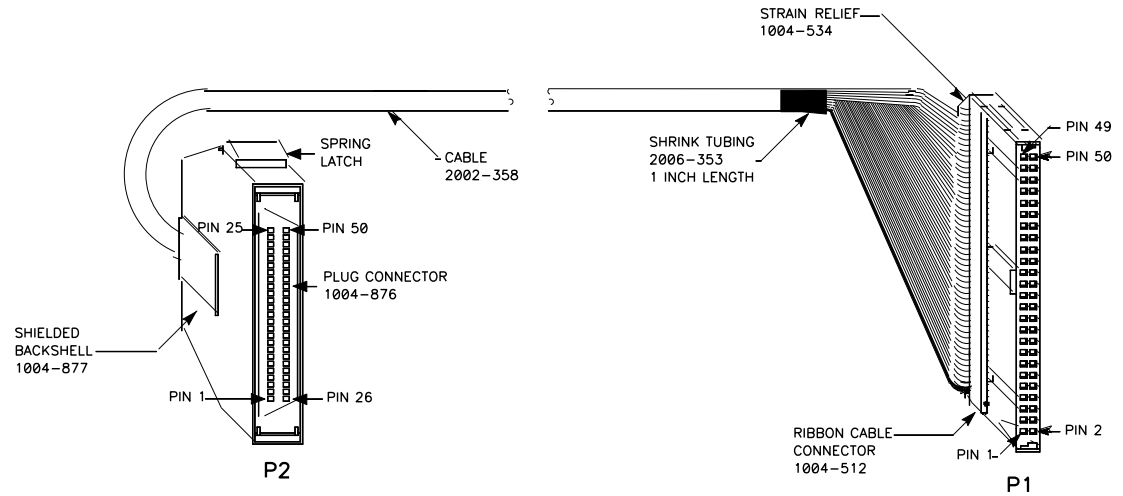 STRAIN RELIEF
1004-534
SPRING
LATCH
CABLE
2002-358
SHRINK TUBING
2006-353
1 INCH LENGTH
PIN 49
PIN 50
PIN 25
PIN 50
PLUG CONNECTOR
1004-876
SHIELDED
BACKSHELL
1004-877
PIN 1
PIN 26
RIBBON CABLE
CONNECTOR
1004-512
PIN 2
PIN 1
P2
P1